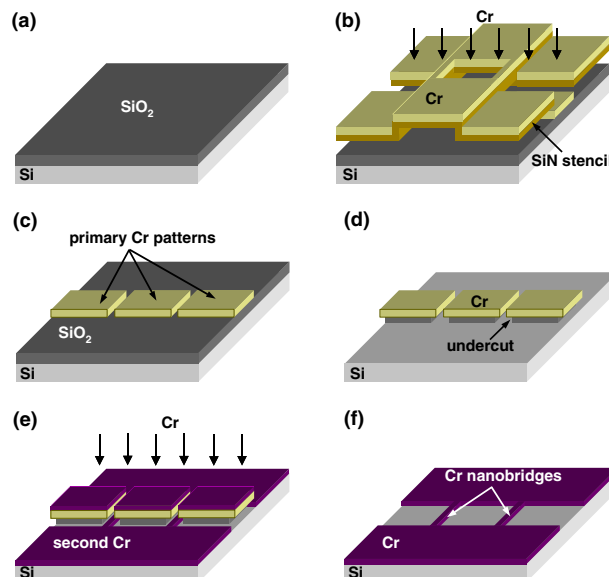 (a)
SiO₂
Si
(b)
Cr
Cr
SiN stencil
Si
(c)
primary Cr patterns
SiO₂
Si
(d)
Cr
undercut
Si
(e)
Cr
second Cr
Si
(f)
Cr nanobridges
Cr
Si